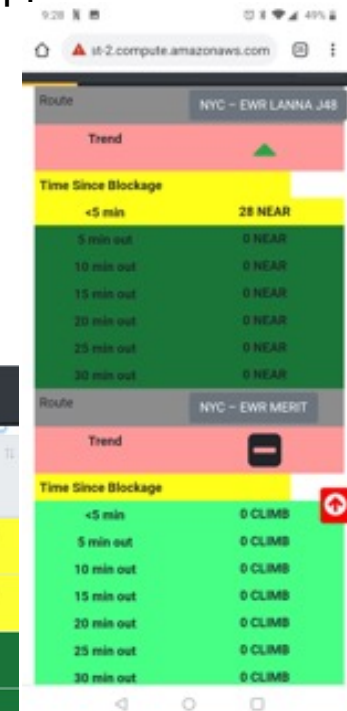 9:28
49%
st-2.compute.amazonaws.com
Route NYC – EWR LANNA J48
Trend
Time Since Blockage
<5 min 28 NEAR
5 min out 0 NEAR
10 min out 0 NEAR
15 min out 0 NEAR
20 min out 0 NEAR
25 min out 0 NEAR
30 min out 0 NEAR
Route NYC – EWR MERIT
Trend
Time Since Blockage
<5 min 0 CLIMB
5 min out 0 CLIMB
10 min out 0 CLIMB
15 min out 0 CLIMB
20 min out 0 CLIMB
25 min out 0 CLIMB
30 min out 0 CLIMB